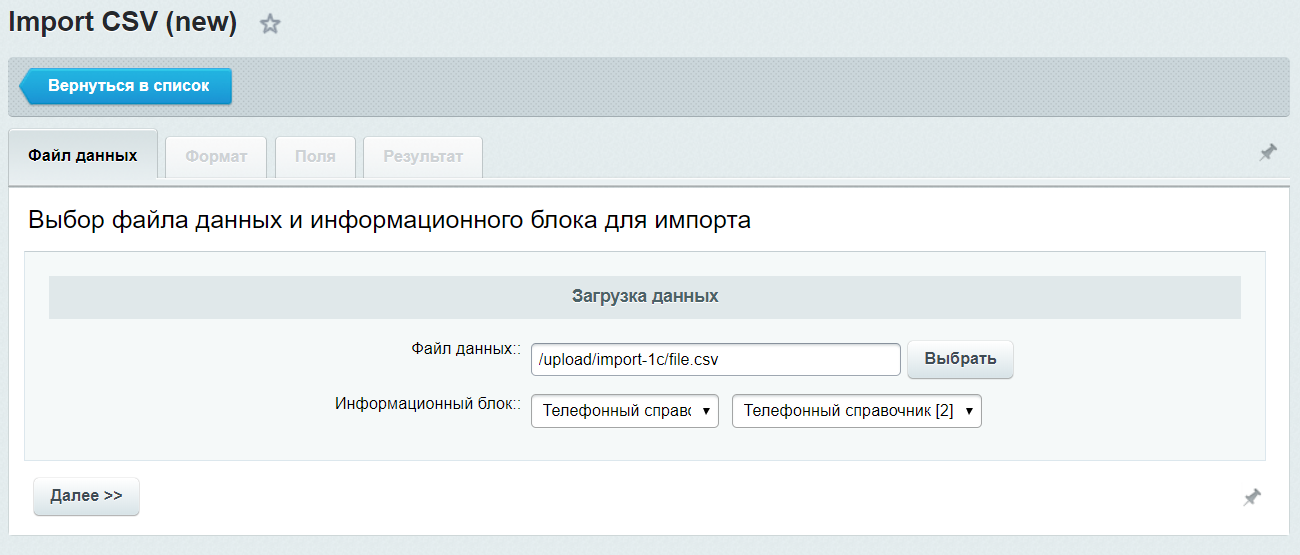 Import CSV (new)
Вернуться в список
Файл данных
Формат
Поля
Результат
Выбор файла данных и информационного блока для импорта
Загрузка данных
Файл данных::
/upload/import-1c/file.csv
Выбрать
Информационный блок::
Телефонный справо
Телефонный справочник [2]
Далее >>